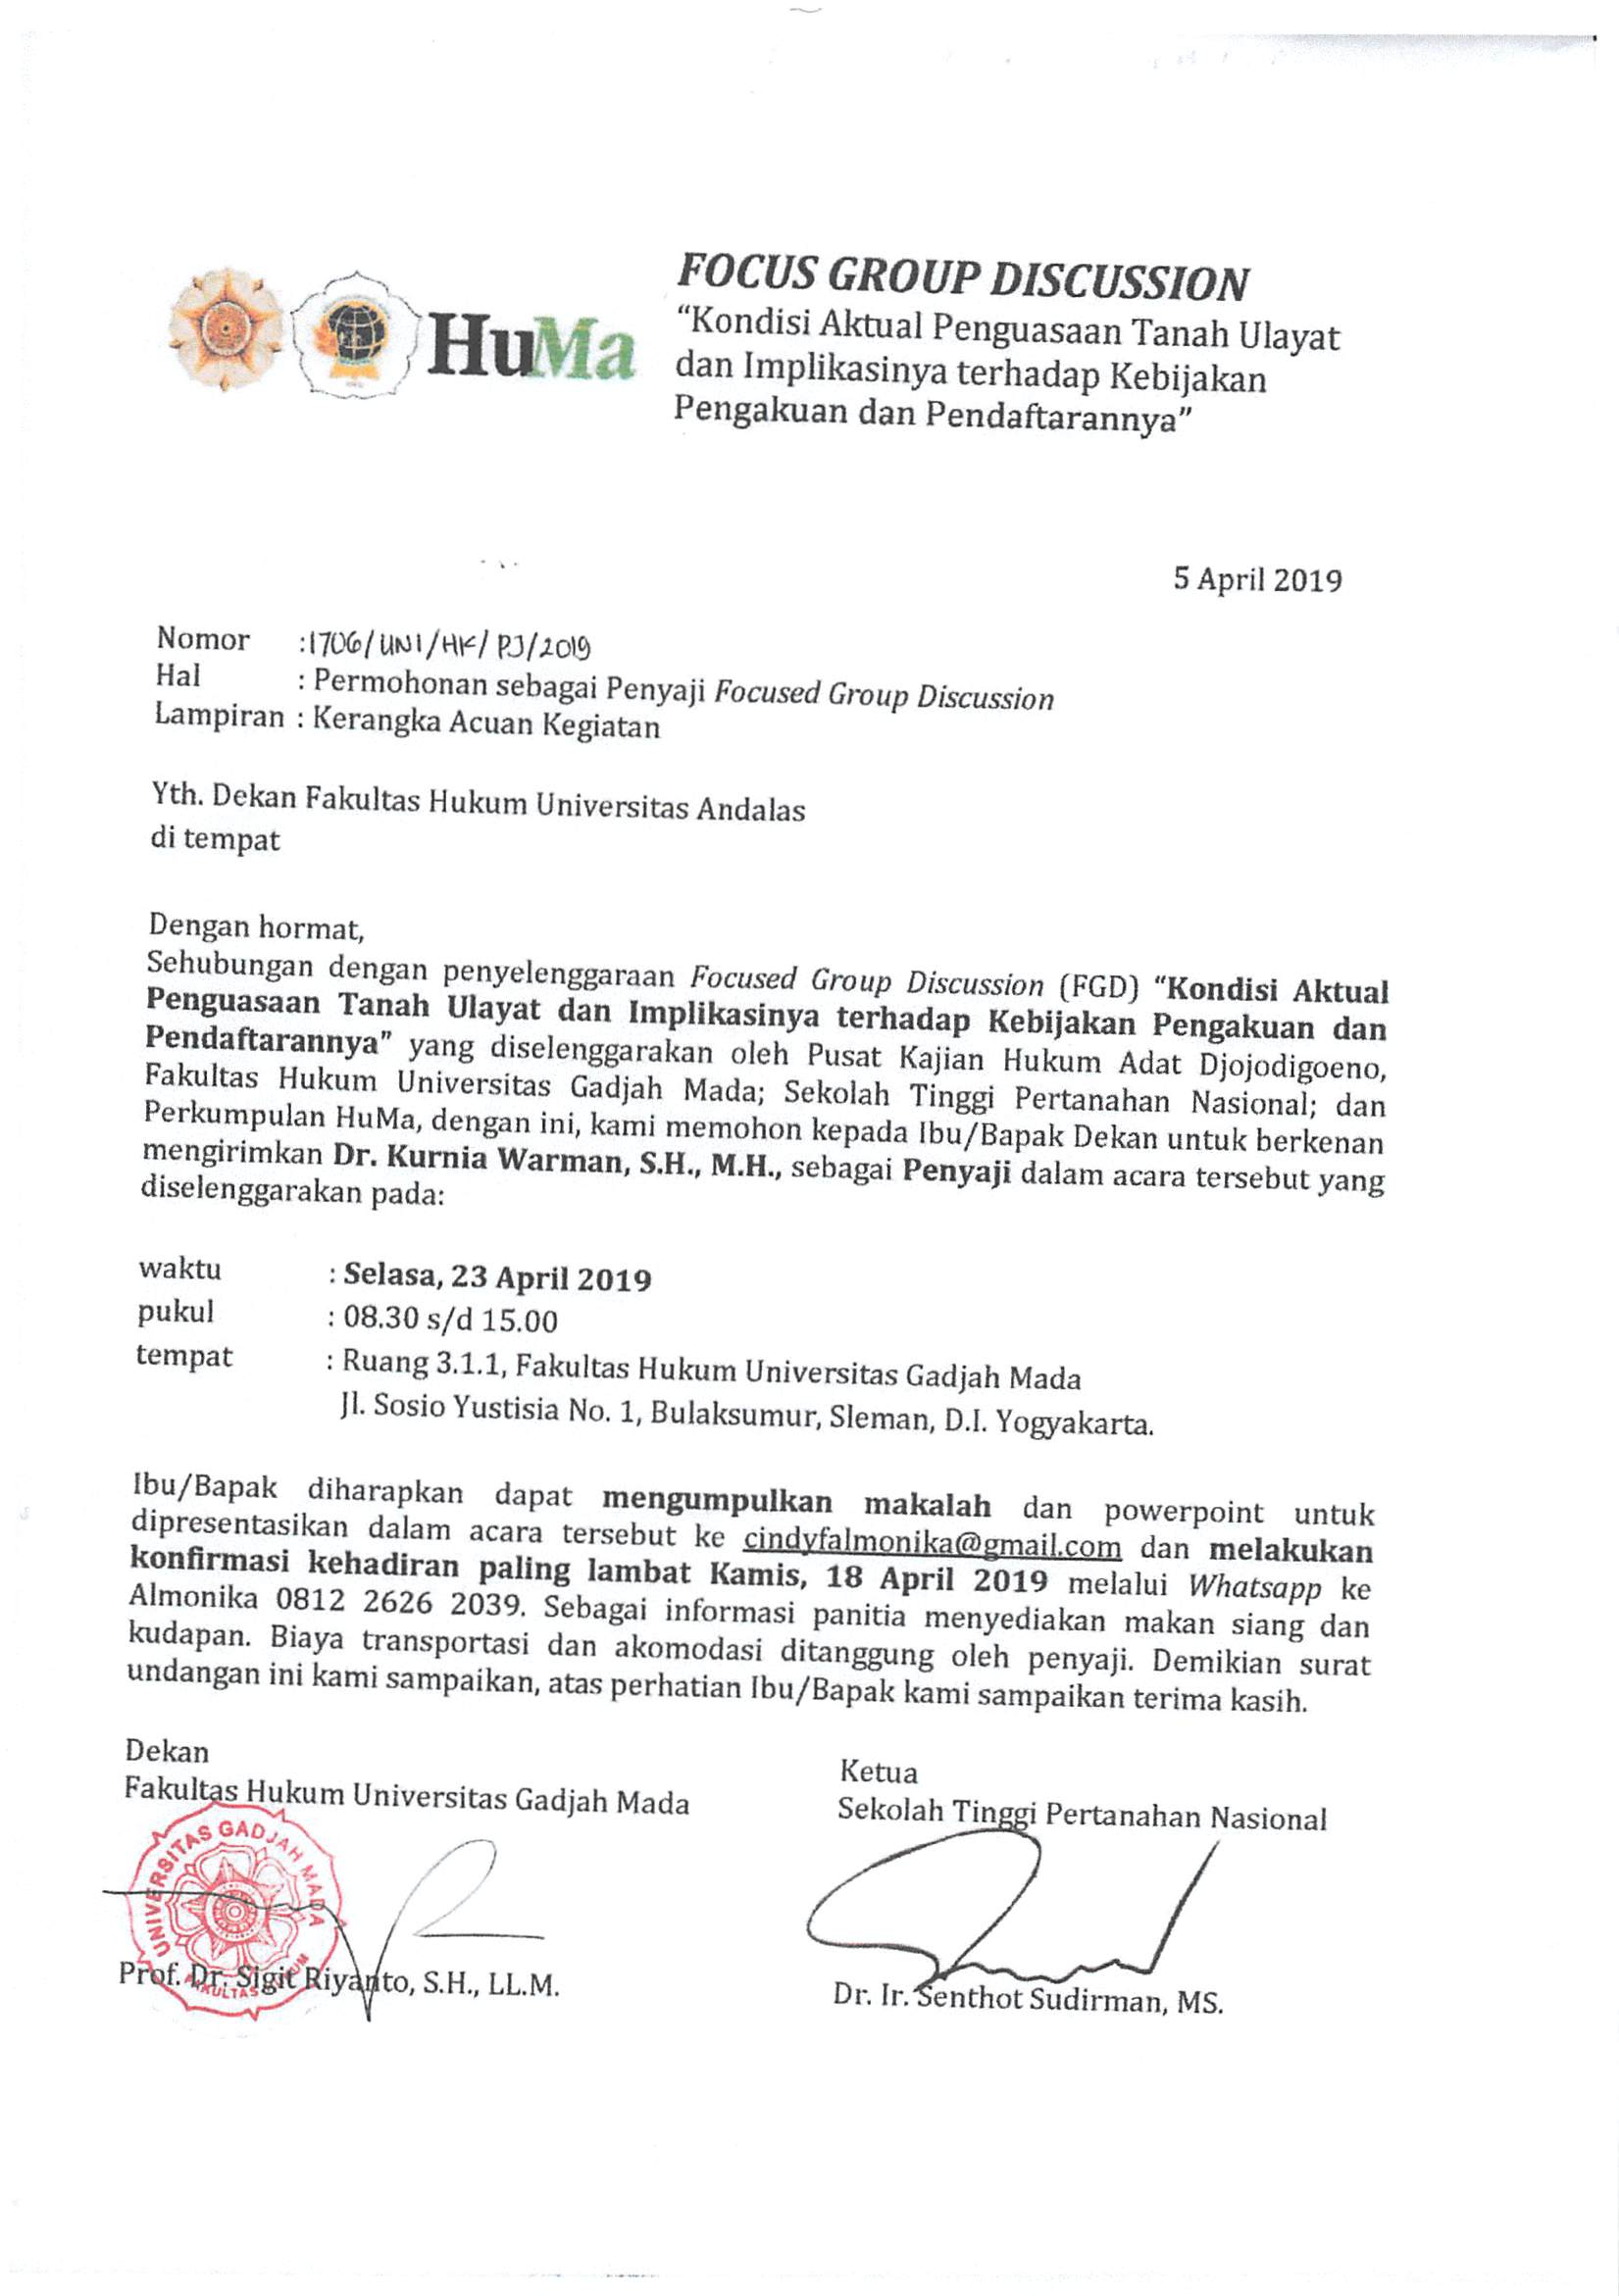 HuMa
FOCUS GROUP DISCUSSION
“Kondisi Aktual Penguasaan Tanah Ulayat
dan Implikasinya terhadap Kebijakan
Pengakuan dan Pendaftarannya”
5 April 2019
Nomor :1706/UN1/HK/PJ/2019
Hal : Permohonan sebagai Penyaji Focused Group Discussion
Lampiran : Kerangka Acuan Kegiatan
Yth. Dekan Fakultas Hukum Universitas Andalas
di tempat
Dengan hormat,
Sehubungan dengan penyelenggaraan Focused Group Discussion (FGD) “Kondisi Aktual
Penguasaan Tanah Ulayat dan Implikasinya terhadap Kebijakan Pengakuan dan
Pendaftarannya” yang diselenggarakan oleh Pusat Kajian Hukum Adat Djojodigoeno,
Fakultas Hukum Universitas Gadjah Mada; Sekolah Tinggi Pertanahan Nasional; dan
Perkumpulan HuMa, dengan ini, kami memohon kepada Ibu/Bapak Dekan untuk berkenan
mengirimkan Dr. Kurnia Warman, S.H., M.H., sebagai Penyaji dalam acara tersebut yang
diselenggarakan pada:
waktu : Selasa, 23 April 2019
pukul : 08.30 s/d 15.00
tempat : Ruang 3.1.1, Fakultas Hukum Universitas Gadjah Mada
Jl. Sosio Yustisia No. 1, Bulaksumur, Sleman, D.I. Yogyakarta.
Ibu/Bapak diharapkan dapat mengumpulkan makalah dan powerpoint untuk
dipresentasikan dalam acara tersebut ke cindyfalmonika@gmail.com dan melakukan
konfirmasi kehadiran paling lambat Kamis, 18 April 2019 melalui Whatsapp ke
Almonika 0812 2626 2039. Sebagai informasi panitia menyediakan makan siang dan
kudapan. Biaya transportasi dan akomodasi ditanggung oleh penyaji. Demikian surat
undangan ini kami sampaikan, atas perhatian Ibu/Bapak kami sampaikan terima kasih.
Dekan
Fakultas Hukum Universitas Gadjah Mada
UNIVERSITAS GADJAH MADA
FAKULTAS HUKUM
Prof. Dr. Sigit Riyanto, S.H., LL.M.
Ketua
Sekolah Tinggi Pertanahan Nasional
Dr. Ir. Senthot Sudirman, MS.